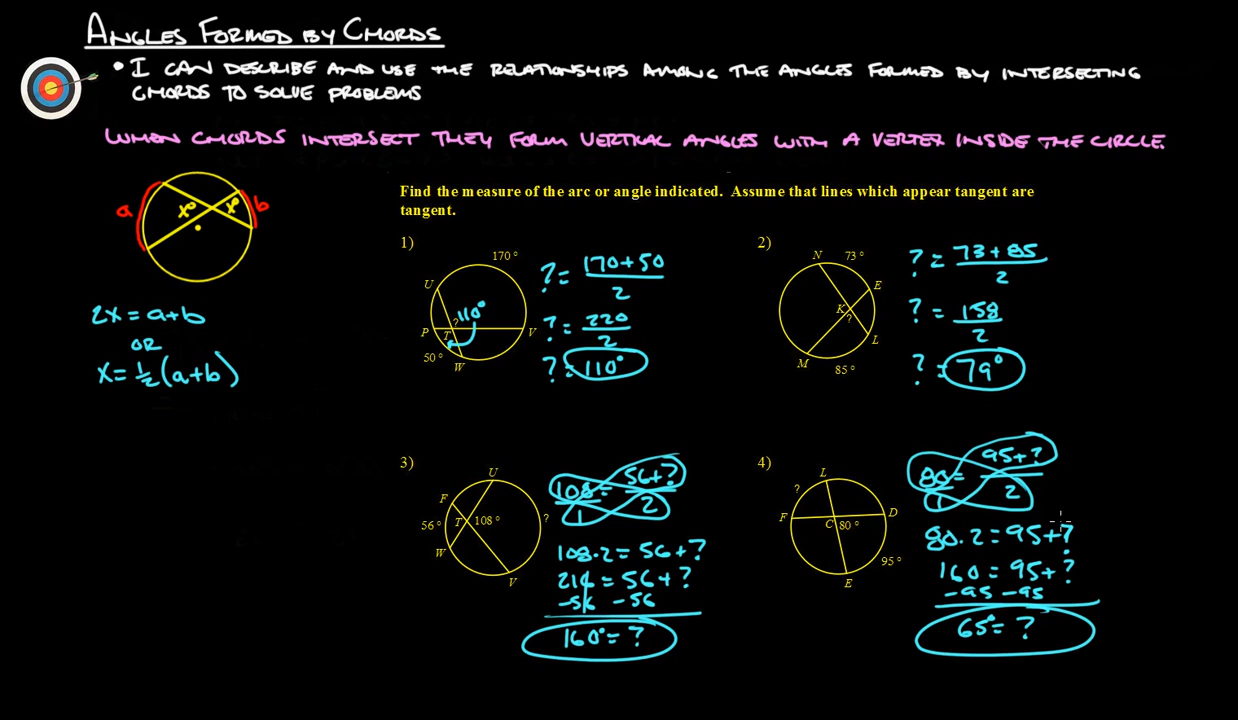 ANGLES FORMED BY CHORDS
• I CAN DESCRIBE AND USE THE RELATIONSHIPS AMONG THE ANGLES FORMED BY INTERSECTING
CHORDS TO SOLVE PROBLEMS
WHEN CHORDS INTERSECT THEY FORM VERTICAL ANGLES WITH A VERTEX INSIDE THE CIRCLE
a x° x° b
2x = a+b
OR
x = ½(a+b)
Find the measure of the arc or angle indicated. Assume that lines which appear tangent are
tangent.
1)
170°
U
? 110°
P T V
50°
W
? = 170+50 / 2
? = 220 / 2
? = 110°
2)
N 73°
E
K
?
L
M
85°
? = 73+85 / 2
? = 158 / 2
? = 79°
3)
U
F
56° T 108° ?
W
V
108 / 1 = 56+? / 2
108·2 = 56+?
216 = 56+?
-56 -56
160° = ?
4)
L
?
F D
C 80°
95°
E
80 / 1 = 95+? / 2
80·2 = 95+?
160 = 95+?
-95 -95
65° = ?